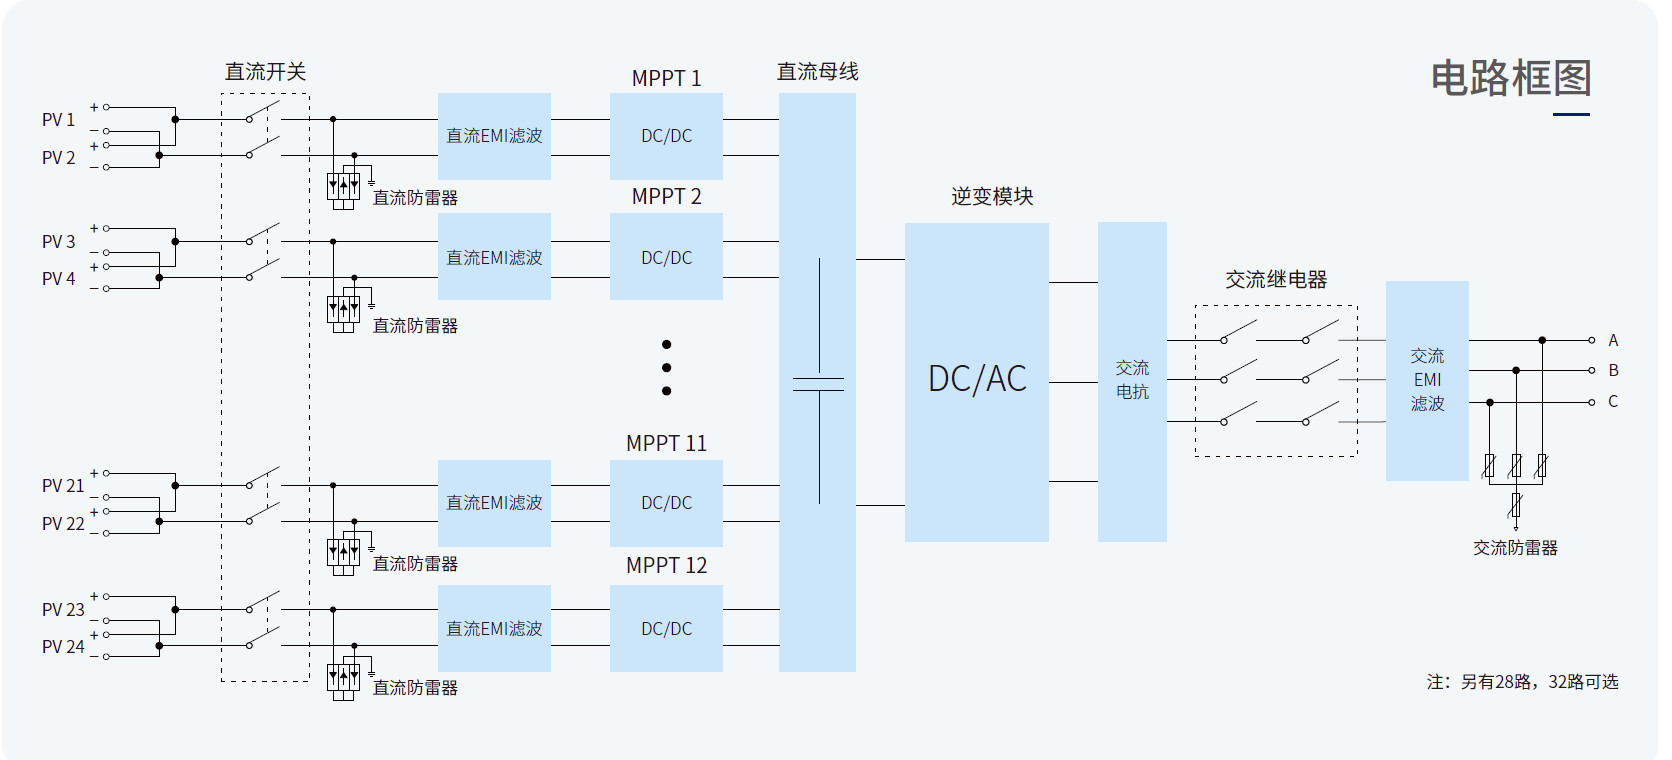 电路框图
直流开关
MPPT 1
直流母线
PV 1
+
−
直流EMI滤波
DC/DC
PV 2
+
−
直流防雷器
MPPT 2
逆变模块
PV 3
+
−
直流EMI滤波
DC/DC
PV 4
+
−
直流防雷器
交流继电器
DC/AC
交流
电抗
交流
EMI
滤波
A
B
C
MPPT 11
PV 21
+
−
直流EMI滤波
DC/DC
PV 22
+
−
直流防雷器
交流防雷器
MPPT 12
PV 23
+
−
直流EMI滤波
DC/DC
PV 24
+
−
直流防雷器
注：另有28路，32路可选